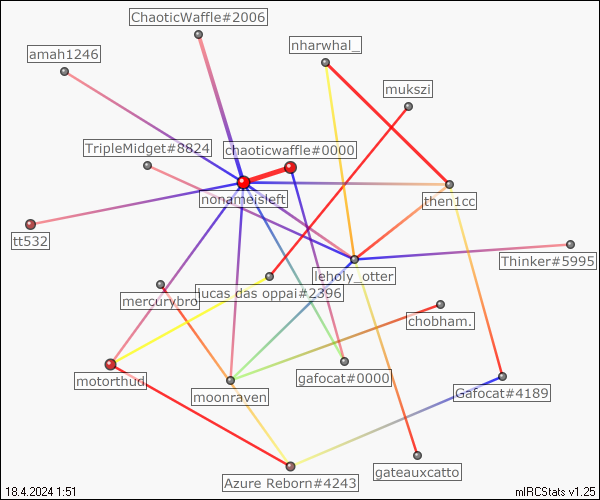 ChaoticWaffle#2006
nharwhal_
amah1246
mukszi
TripleMidget#8824
chaoticwaffle#0000
nonameisleft
then1cc
tt532
Thinker#5995
leholy_otter
mercurybro
lucas das oppai#2396
chobham.
motorthud
gafocat#0000
moonraven
Gafocat#4189
Azure Reborn#4243
gateauxcatto
18.4.2024 1:51
mIRCStats v1.25